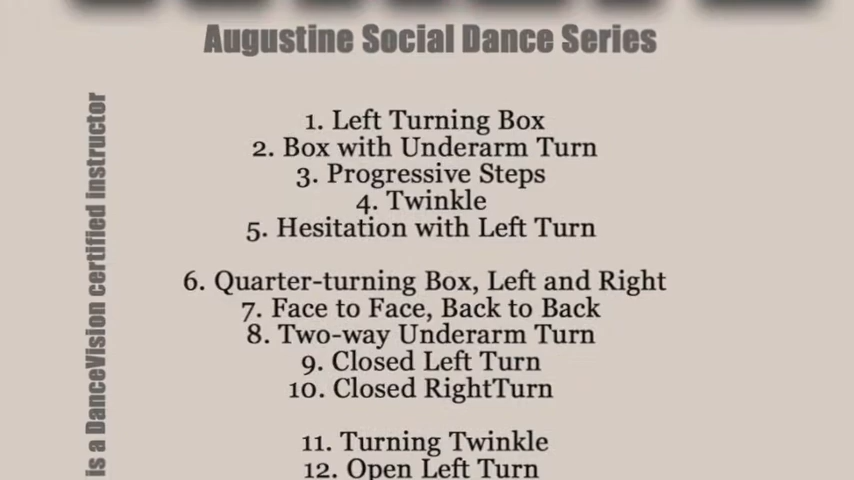 Augustine Social Dance Series
1. Left Turning Box
2. Box with Underarm Turn
3. Progressive Steps
4. Twinkle
5. Hesitation with Left Turn
6. Quarter-turning Box, Left and Right
7. Face to Face, Back to Back
8. Two-way Underarm Turn
9. Closed Left Turn
10. Closed RightTurn
11. Turning Twinkle
12. Open Left Turn
is a DanceVision certified instructor